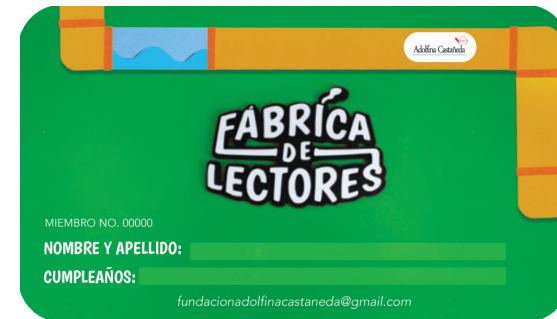 Adolfina Castañeda
FÁBRICA
DE
LECTORES
MIEMBRO NO. 00000
NOMBRE Y APELLIDO:
CUMPLEAÑOS:
fundacionadolfinacastaneda@gmail.com